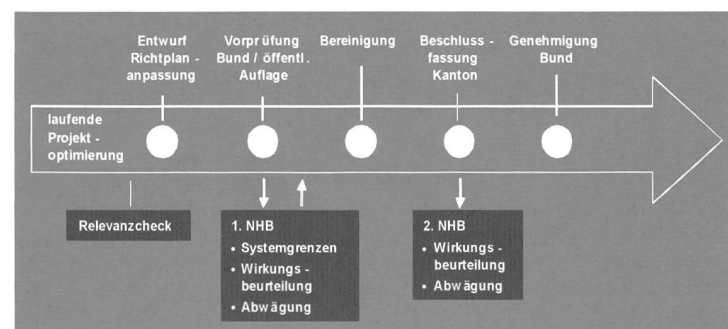 Entwurf
Richtplan -
anpassung
Vorprüfung
Bund / öffentl.
Auflage
Bereinigung
Beschluss -
fassung
Kanton
Genehmigung
Bund
laufende
Projekt -
optimierung
Relevanzcheck
1. NHB
• Systemgrenzen
• Wirkungs -
beurteilung
• Abwägung
2. NHB
• Wirkungs -
beurteilung
• Abwägung